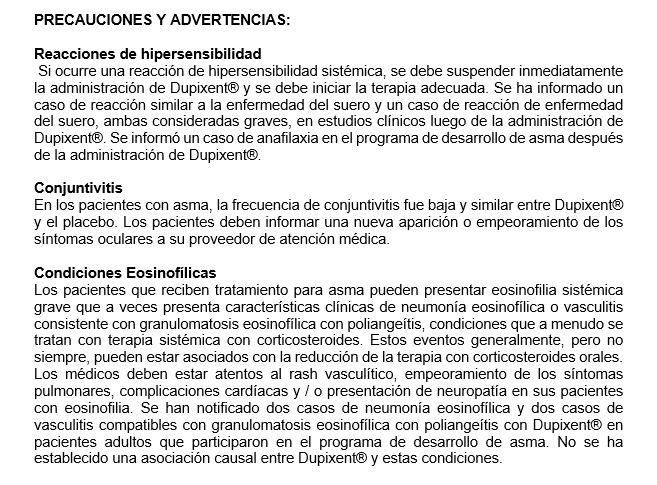 PRECAUCIONES Y ADVERTENCIAS:
Reacciones de hipersensibilidad
Si ocurre una reacción de hipersensibilidad sistémica, se debe suspender inmediatamente
la administración de Dupixent® y se debe iniciar la terapia adecuada. Se ha informado un
caso de reacción similar a la enfermedad del suero y un caso de reacción de enfermedad
del suero, ambas consideradas graves, en estudios clínicos luego de la administración de
Dupixent®. Se informó un caso de anafilaxia en el programa de desarrollo de asma después
de la administración de Dupixent®.
Conjuntivitis
En los pacientes con asma, la frecuencia de conjuntivitis fue baja y similar entre Dupixent®
y el placebo. Los pacientes deben informar una nueva aparición o empeoramiento de los
síntomas oculares a su proveedor de atención médica.
Condiciones Eosinofílicas
Los pacientes que reciben tratamiento para asma pueden presentar eosinofilia sistémica
grave que a veces presenta características clínicas de neumonía eosinofílica o vasculitis
consistente con granulomatosis eosinofílica con poliangeítis, condiciones que a menudo se
tratan con terapia sistémica con corticosteroides. Estos eventos generalmente, pero no
siempre, pueden estar asociados con la reducción de la terapia con corticosteroides orales.
Los médicos deben estar atentos al rash vasculítico, empeoramiento de los síntomas
pulmonares, complicaciones cardíacas y / o presentación de neuropatía en sus pacientes
con eosinofilia. Se han notificado dos casos de neumonía eosinofílica y dos casos de
vasculitis compatibles con granulomatosis eosinofílica con poliangeítis con Dupixent® en
pacientes adultos que participaron en el programa de desarrollo de asma. No se ha
establecido una asociación causal entre Dupixent® y estas condiciones.